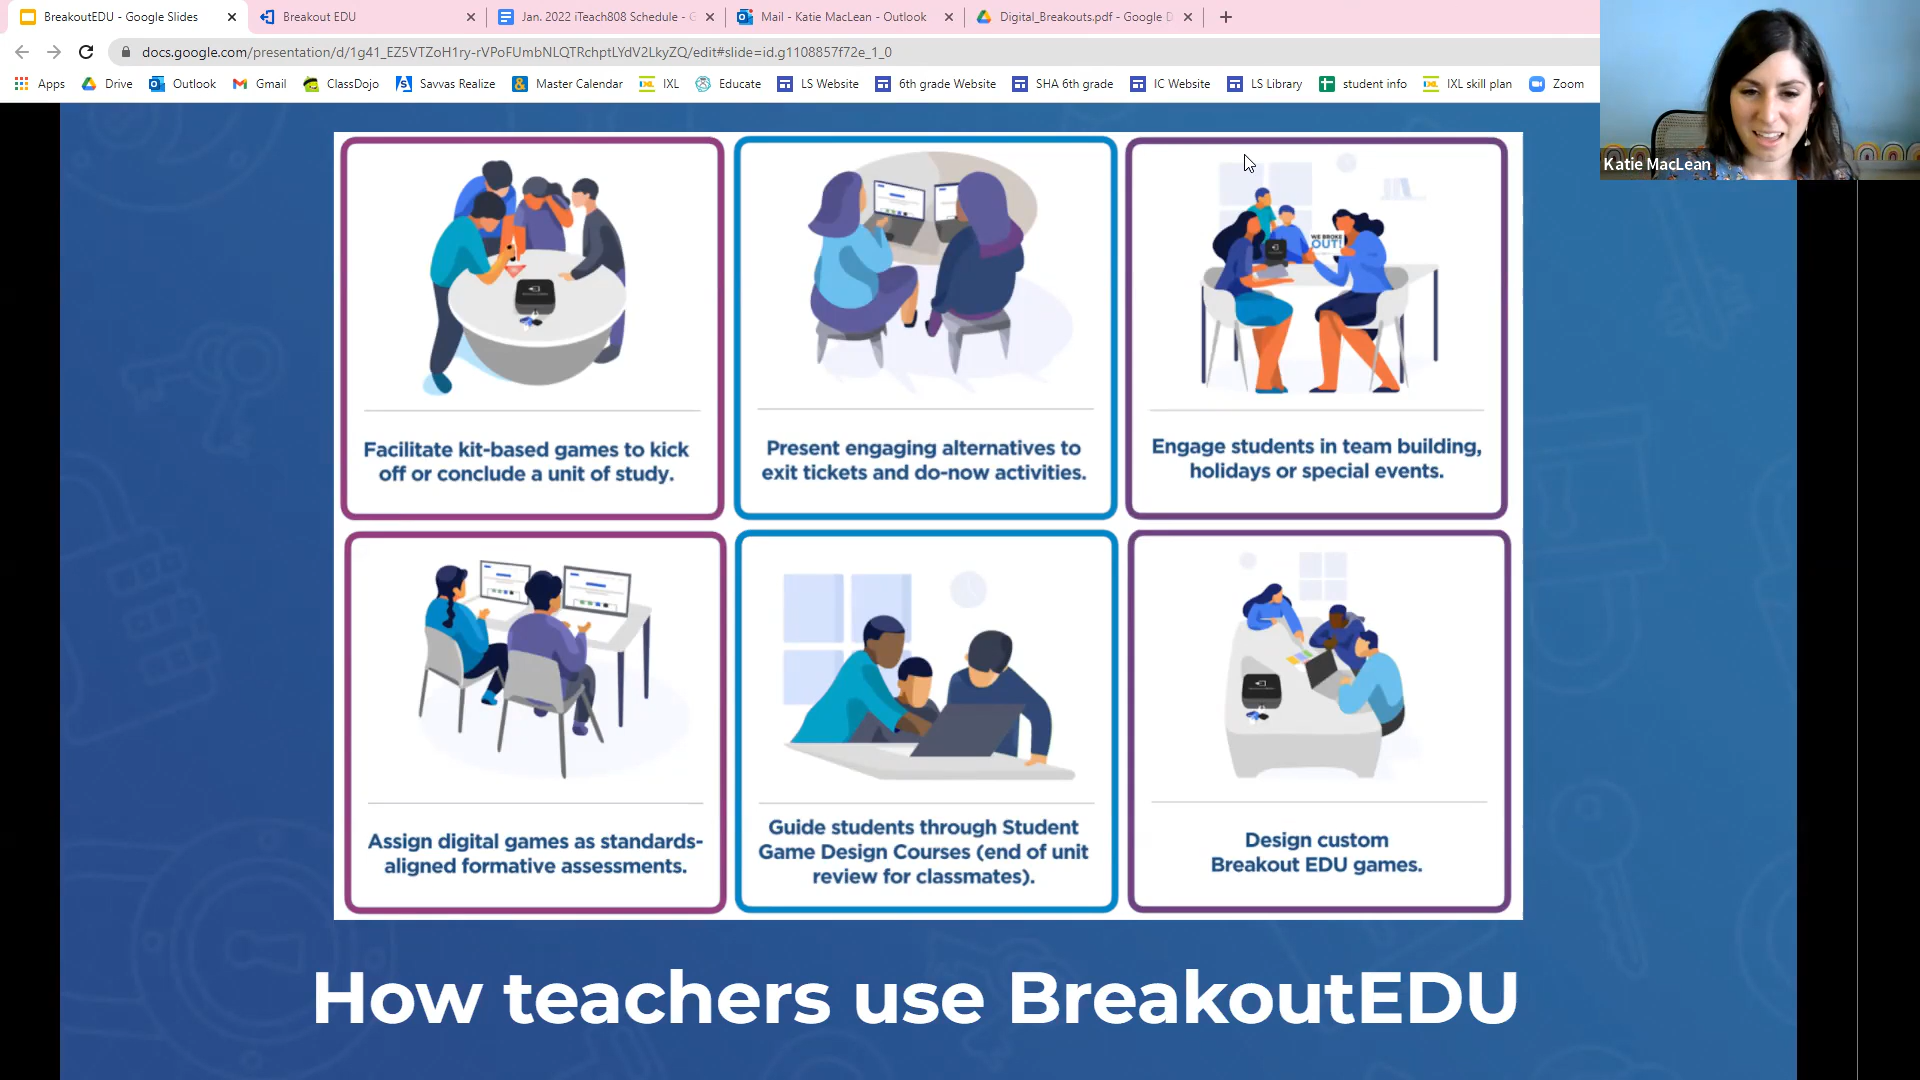 BreakoutEDU - Google Slides
Breakout EDU
Jan. 2022 iTeach808 Schedule - G
Mail - Katie MacLean - Outlook
Digital_Breakouts.pdf - Google D
docs.google.com/presentation/d/1g41_EZ5VTZoH1ry-rVPoFUmbNLQTRchptLYdV2LkyZQ/edit#slide=id.g1108857f72e_1_0
Apps
Drive
Outlook
Gmail
ClassDojo
Savvas Realize
Master Calendar
IXL
Educate
LS Website
6th grade Website
SHA 6th grade
IC Website
LS Library
student info
IXL skill plan
Zoom
Katie MacLean
WE BROKE
OUT!
Facilitate kit-based games to kick
off or conclude a unit of study.
Present engaging alternatives to
exit tickets and do-now activities.
Engage students in team building,
holidays or special events.
Assign digital games as standards-
aligned formative assessments.
Guide students through Student
Game Design Courses (end of unit
review for classmates).
Design custom
Breakout EDU games.
How teachers use BreakoutEDU